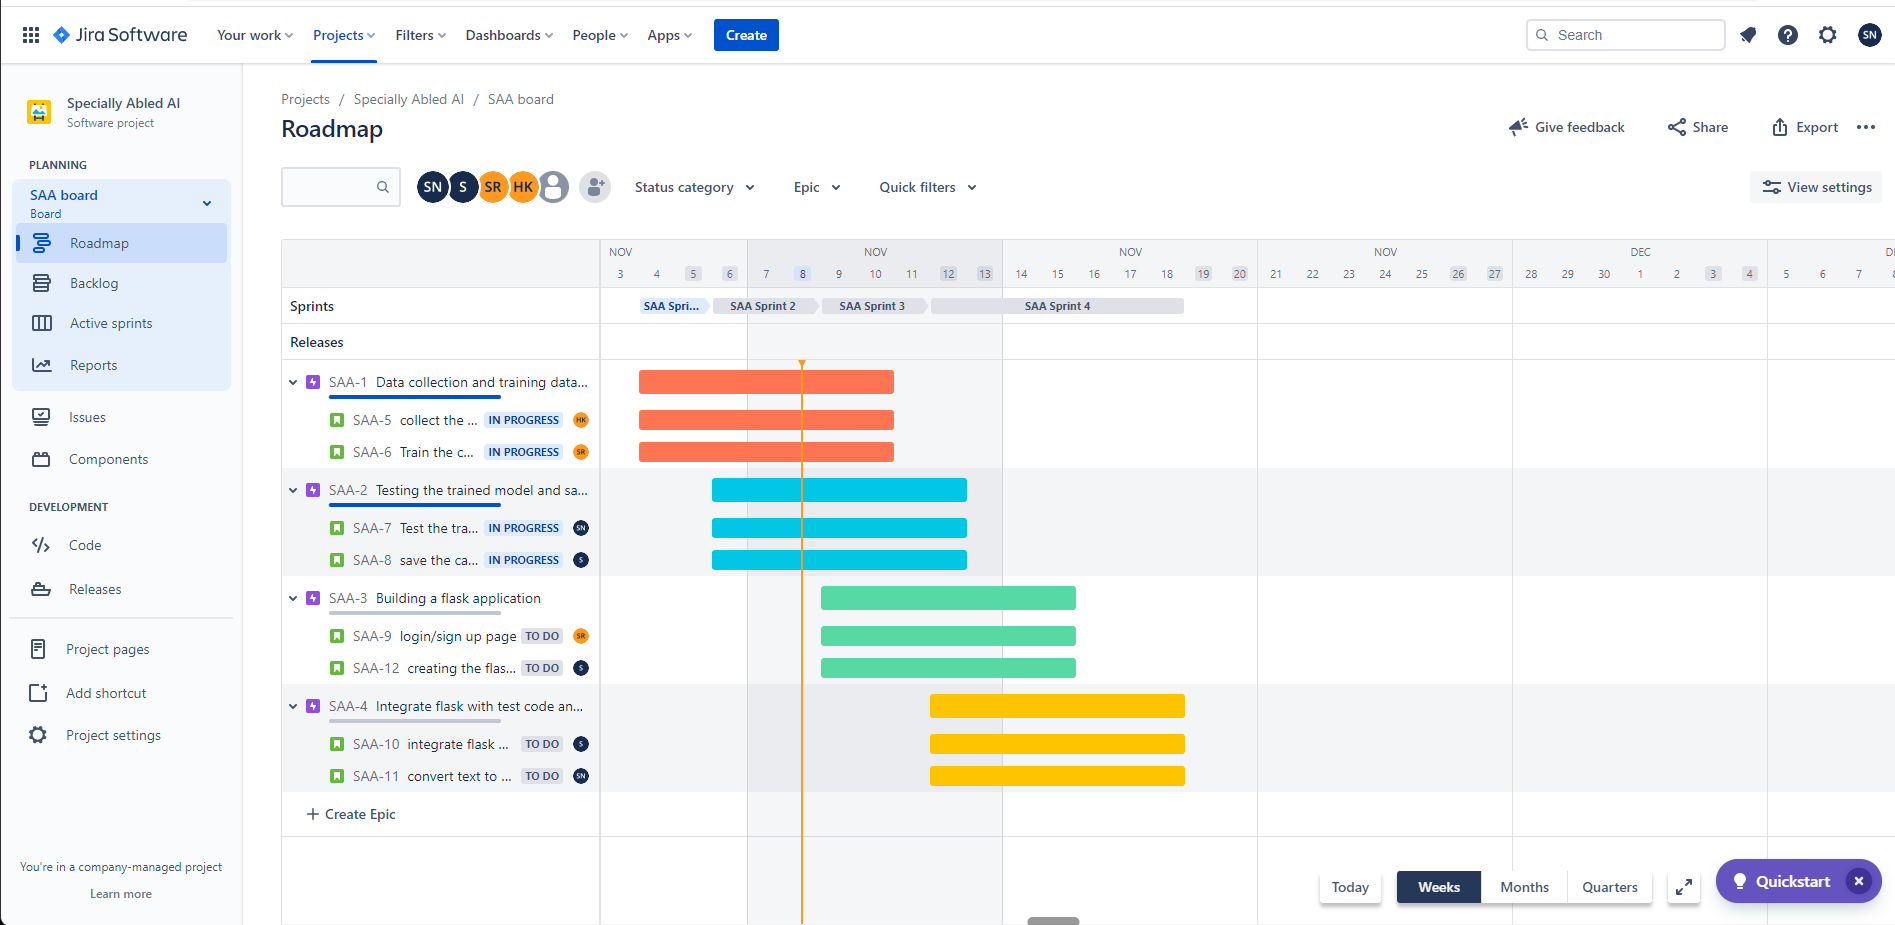 Jira Software Your work Projects Filters Dashboards People Apps Create Search SN
Specially Abled AI
Software project
PLANNING
SAA board
Board
Roadmap
Backlog
Active sprints
Reports
Issues
Components
DEVELOPMENT
Code
Releases
Project pages
Add shortcut
Project settings
You're in a company-managed project
Learn more
Projects / Specially Abled AI / SAA board
Roadmap
Give feedback Share Export
SN S SR HK Status category Epic Quick filters View settings
NOV NOV NOV NOV DEC
3 4 5 6 7 8 9 10 11 12 13 14 15 16 17 18 19 20 21 22 23 24 25 26 27 28 29 30 1 2 3 4 5 6 7
Sprints SAA Spri... SAA Sprint 2 SAA Sprint 3 SAA Sprint 4
Releases
SAA-1 Data collection and training data...
SAA-5 collect the ... IN PROGRESS HK
SAA-6 Train the c... IN PROGRESS SR
SAA-2 Testing the trained model and sa...
SAA-7 Test the tra... IN PROGRESS SN
SAA-8 save the ca... IN PROGRESS S
SAA-3 Building a flask application
SAA-9 login/sign up page TO DO SR
SAA-12 creating the flas... TO DO S
SAA-4 Integrate flask with test code an...
SAA-10 integrate flask ... TO DO S
SAA-11 convert text to ... TO DO SN
+ Create Epic
Today Weeks Months Quarters Quickstart